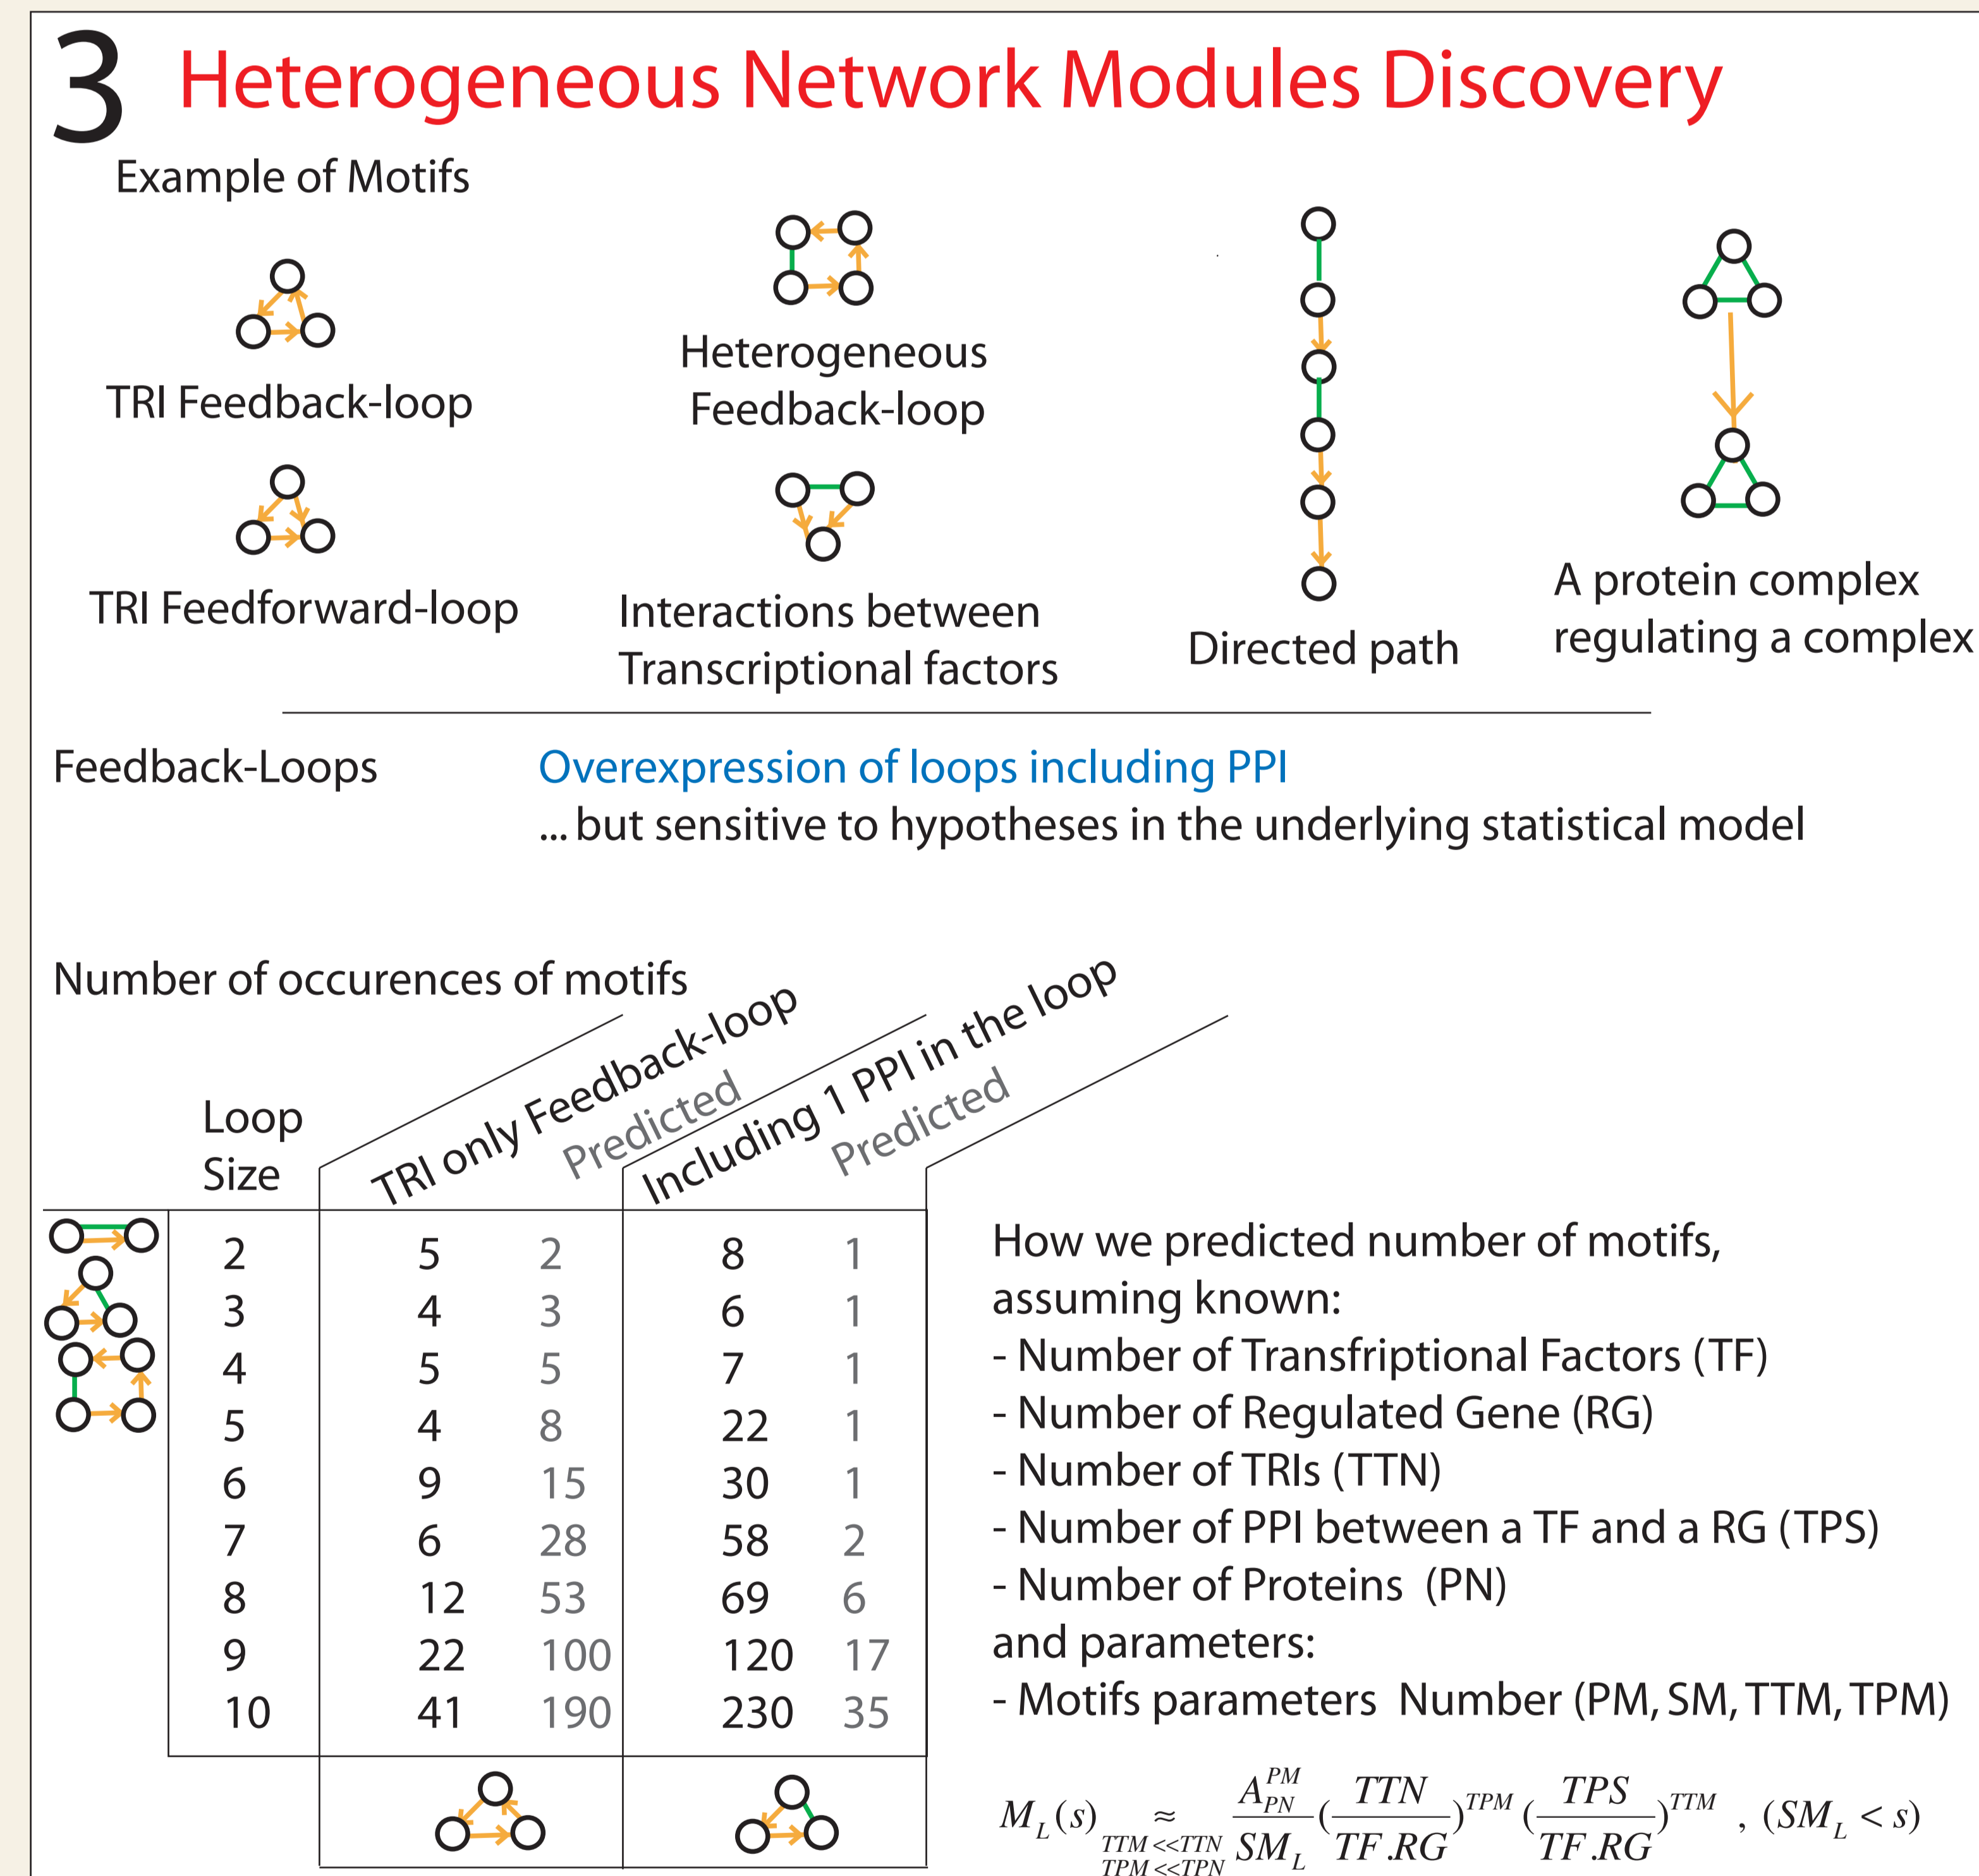 3 Heterogeneous Network Modules Discovery
Example of Motifs
TRI Feedback-loop
Heterogeneous
Feedback-loop
TRI Feedforward-loop
Interactions between
Transcriptional factors
Directed path
A protein complex
regulating a complex
Feedback-Loops
Overexpression of loops including PPI
... but sensitive to hypotheses in the underlying statistical model
Number of occurences of motifs
Loop
Size
TRI only Feedback-loop
Predicted
Including 1 PPI in the loop
Predicted
2 5 2 8 1
3 4 3 6 1
4 5 5 7 1
5 4 8 22 1
6 9 15 30 1
7 6 28 58 2
8 12 53 69 6
9 22 100 120 17
10 41 190 230 35
How we predicted number of motifs,
assuming known:
- Number of Transfriptional Factors (TF)
- Number of Regulated Gene (RG)
- Number of TRIs (TTN)
- Number of PPI between a TF and a RG (TPS)
- Number of Proteins (PN)
and parameters:
- Motifs parameters Number (PM, SM, TTM, TPM)
M_L(s) ≈_{TTM <<TTN, TPM <<TPN} A_{PN}^{PM} / SM_L (TTN / TF.RG)^{TPM} (TPS / TF.RG)^{TTM} , (SM_L < s)